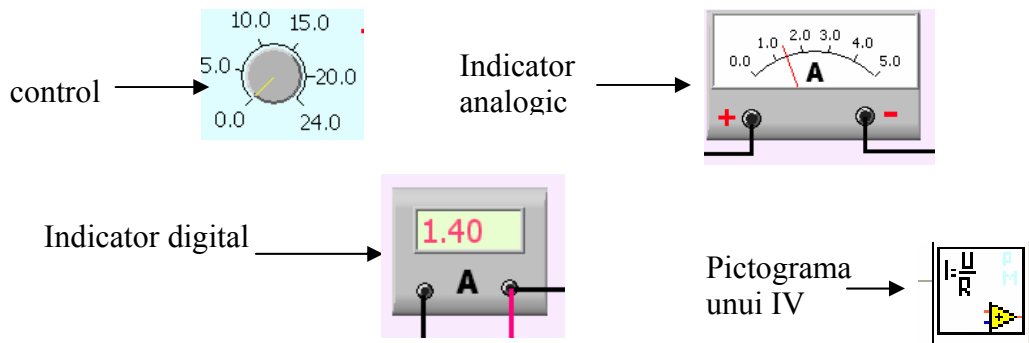 control
10.0 15.0
5.0
20.0
0.0 24.0
Indicator
analogic
0.0 1.0 2.0 3.0 4.0 5.0
A
+ -
Indicator digital
1.40
A
Pictograma
unui IV
I=U/R
P
M
+